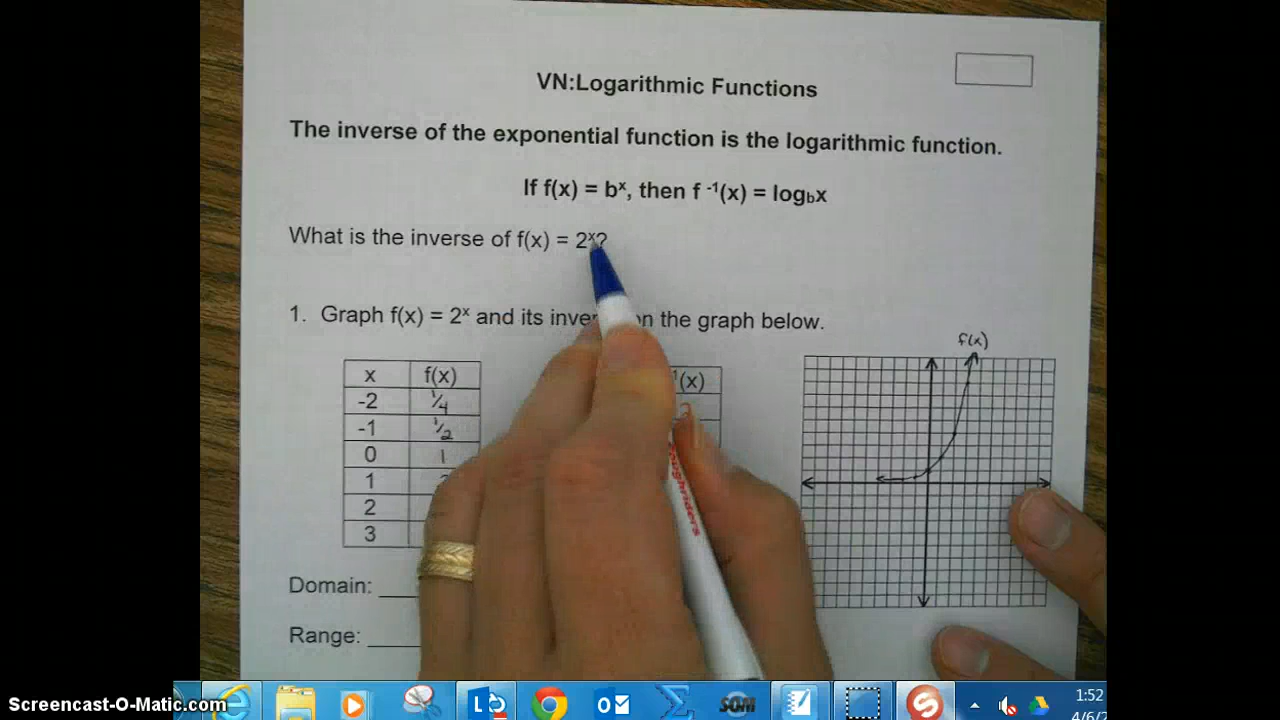 VN:Logarithmic Functions
The inverse of the exponential function is the logarithmic function.
If f(x) = bˣ, then f ⁻¹(x) = log_b x
What is the inverse of f(x) = 2ˣ?
1. Graph f(x) = 2ˣ and its on the graph below.
f(x)
x f(x) (x)
-2 1/4
-1 1/2
0 1
1
2
3
Domain:
Range:
Screencast-O-Matic.com
1:52